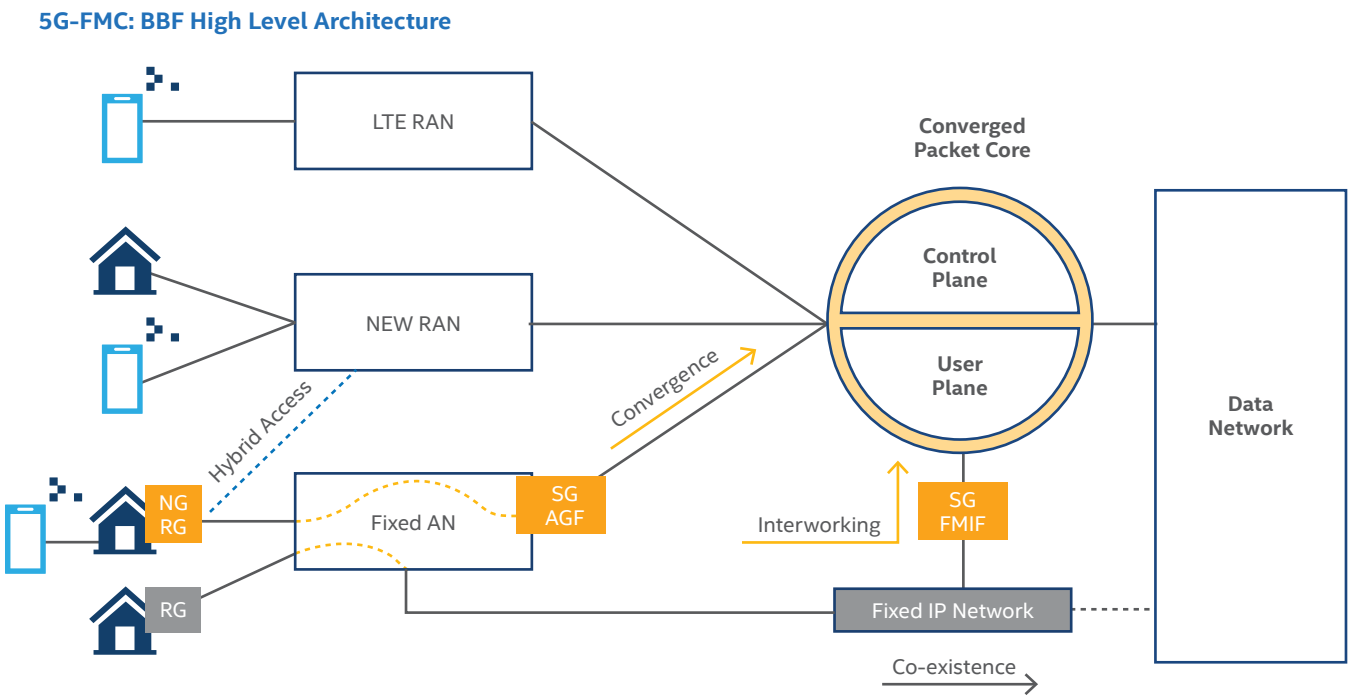 5G-FMC: BBF High Level Architecture
LTE RAN
Converged
Packet Core
Control
Plane
NEW RAN
User
Plane
Convergence
Data
Network
Hybrid Access
NG
RG
Fixed AN
SG
AGF
Interworking
SG
FMIF
RG
Fixed IP Network
Co-existence